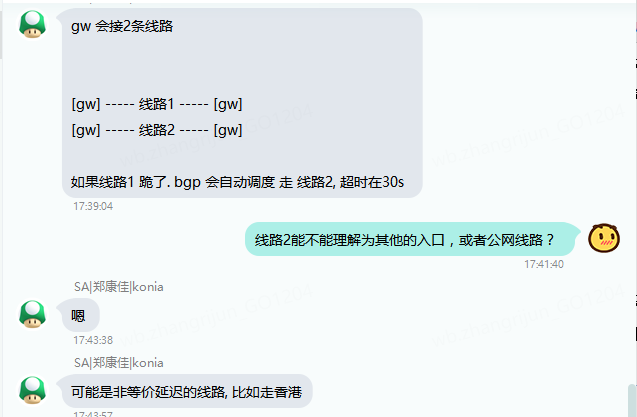 gw 会接2条线路
[gw] ----- 线路1 ----- [gw]
[gw] ----- 线路2 ----- [gw]
如果线路1 跪了. bgp 会自动调度 走 线路2, 超时在30s
17:39:04
线路2能不能理解为其他的入口，或者公网线路？
17:41:40
SA|郑康佳|konia
嗯
17:43:38
SA|郑康佳|konia
可能是非等价延迟的线路, 比如走香港
17:43:57